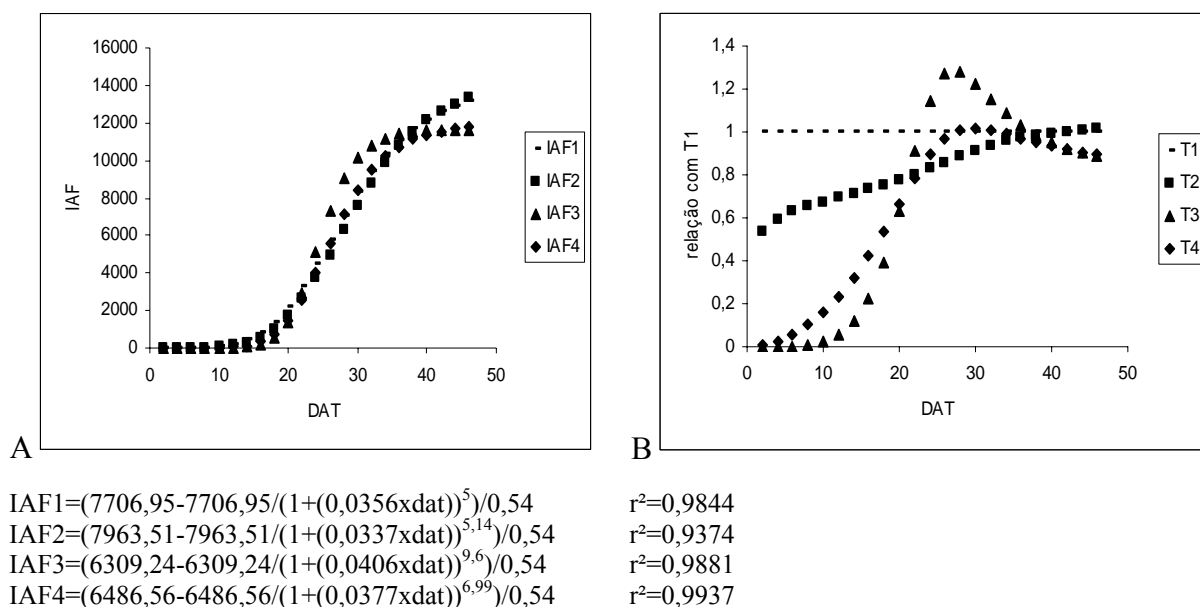 16000
14000
12000
10000
8000
6000
4000
2000
0
IAF
0 10 20 30 40 50
DAT
IAF1
IAF2
IAF3
IAF4
A
1,4
1,2
1
0,8
0,6
0,4
0,2
0
relação com T1
0 10 20 30 40 50
DAT
T1
T2
T3
T4
B
IAF1=(7706,95-7706,95/(1+(0,0356xdat))⁵)/0,54 r²=0,9844
IAF2=(7963,51-7963,51/(1+(0,0337xdat))⁵,¹⁴)/0,54 r²=0,9374
IAF3=(6309,24-6309,24/(1+(0,0406xdat))⁹,⁶)/0,54 r²=0,9881
IAF4=(6486,56-6486,56/(1+(0,0377xdat))⁶,⁹⁹)/0,54 r²=0,9937